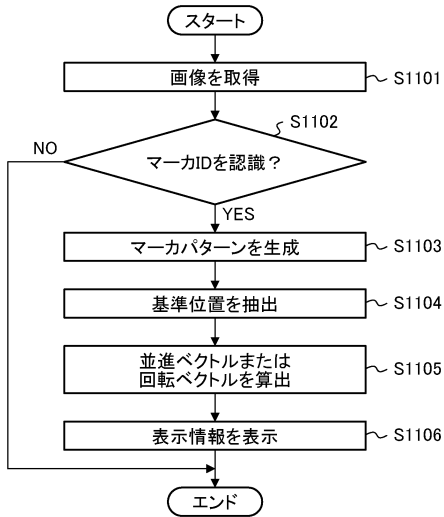 スタート
画像を取得
S1101
S1102
マーカIDを認識？
NO
YES
マーカパターンを生成
S1103
基準位置を抽出
S1104
並進ベクトルまたは
回転ベクトルを算出
S1105
表示情報を表示
S1106
エンド